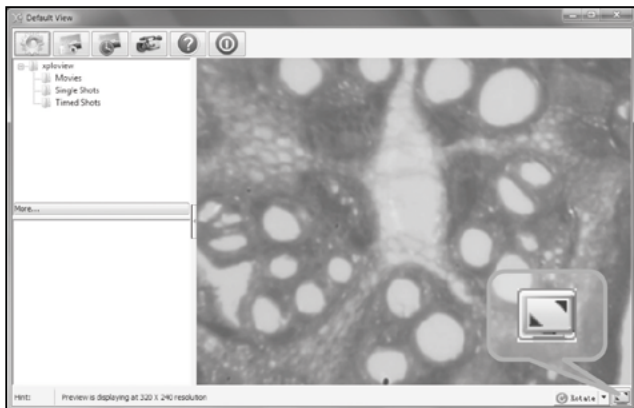 Default View
xploview
Movies
Single Shots
Timed Shots
More...
Hint: Preview is displaying at 320 X 240 resolution
Rotate